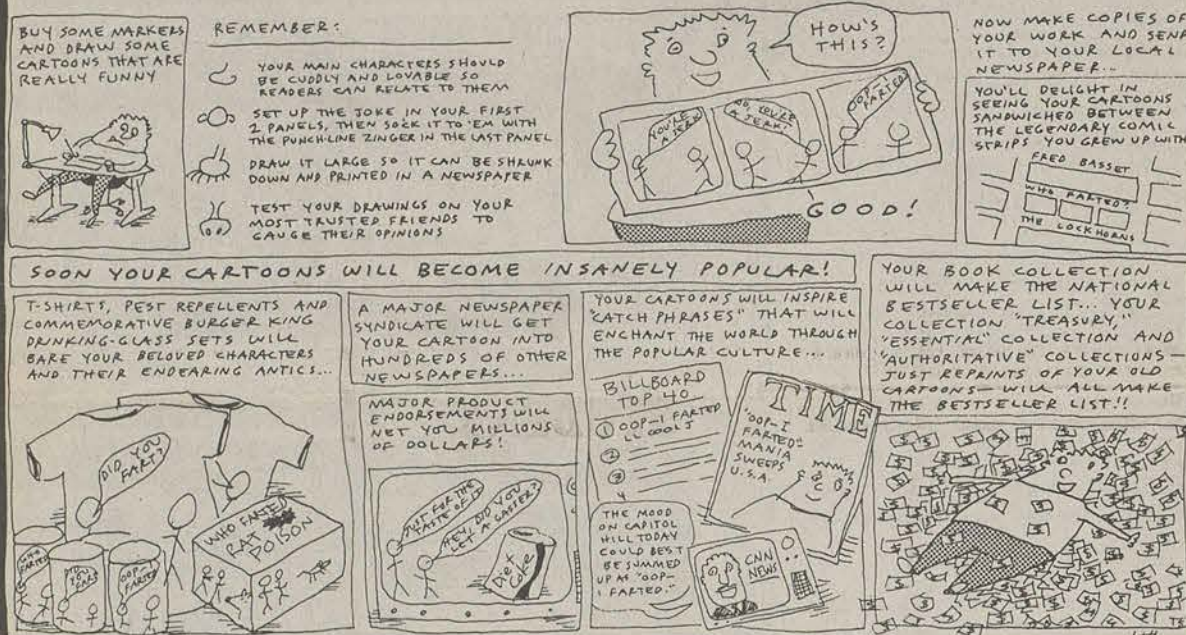 BUY SOME MARKERS
AND DRAW SOME
CARTOONS THAT ARE
REALLY FUNNY
REMEMBER:
YOUR MAIN CHARACTERS SHOULD
BE CUDDLY AND LOVABLE SO
READERS CAN RELATE TO THEM
SET UP THE JOKE IN YOUR FIRST
2 PANELS, THEN SOCK IT TO 'EM WITH
THE PUNCH-LINE ZINGER IN THE LAST PANEL
DRAW IT LARGE SO IT CAN BE SHRUNK
DOWN AND PRINTED IN A NEWSPAPER
TEST YOUR DRAWINGS ON YOUR
MOST TRUSTED FRIENDS TO
GAUGE THEIR OPINIONS
HOW'S
THIS?
YOU'RE
A JERK
NO, YOU'RE
A JERK!
OOP-I
FARTED
GOOD!
NOW MAKE COPIES OF
YOUR WORK AND SEND
IT TO YOUR LOCAL
NEWSPAPER...
YOU'LL DELIGHT IN
SEEING YOUR CARTOONS
SANDWICHED BETWEEN
THE LEGENDARY COMIC
STRIPS YOU GREW UP WITH
FRED BASSET
WHO FARTED?
THE LOCKHORNS
SOON YOUR CARTOONS WILL BECOME INSANELY POPULAR!
T-SHIRTS, PEST REPELLENTS AND
COMMEMORATIVE BURGER KING
DRINKING-GLASS SETS WILL
BARE YOUR BELOVED CHARACTERS
AND THEIR ENDEARING ANTICS...
DID YOU
FART?
WHO FARTED
RAT
POISON
OOP-I
FARTED
A MAJOR NEWSPAPER
SYNDICATE WILL GET
YOUR CARTOON INTO
HUNDREDS OF OTHER
NEWSPAPERS...
MAJOR PRODUCT
ENDORSEMENTS WILL
NET YOU MILLIONS
OF DOLLARS!
JUST FOR THE
TASTE OF IT
HEY, DID YOU
LET A GASSER?
Diet
Coke
YOUR CARTOONS WILL INSPIRE
"CATCH PHRASES" THAT WILL
ENCHANT THE WORLD THROUGH
THE POPULAR CULTURE...
BILLBOARD
TOP 40
1 OOP-I FARTED
LL COOL J
2
3
4
TIME
"OOP-I
FARTED"
MANIA
SWEEPS
U.S.A.
THE MOOD
ON CAPITOL
HILL TODAY
COULD BEST
BE SUMMED
UP AS "OOP-
I FARTED."
CNN
NEWS
YOUR BOOK COLLECTION
WILL MAKE THE NATIONAL
BESTSELLER LIST... YOUR
COLLECTION "TREASURY,"
"ESSENTIAL" COLLECTION AND
"AUTHORITATIVE" COLLECTIONS—
JUST REPRINTS OF YOUR OLD
CARTOONS—WILL ALL MAKE
THE BESTSELLER LIST!!